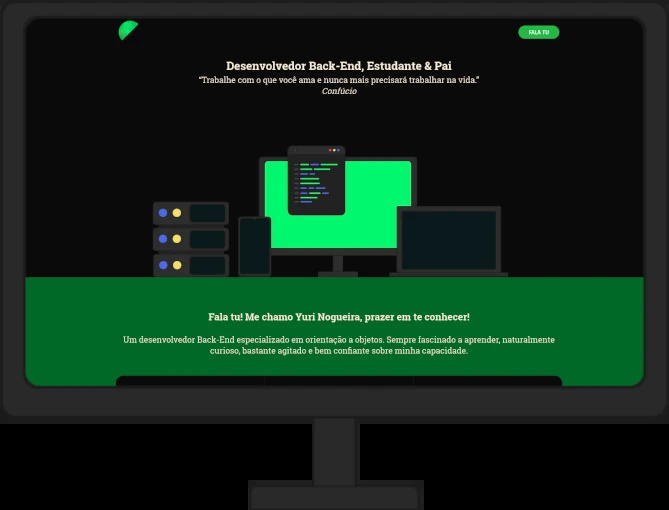 FALA TU
Desenvolvedor Back-End, Estudante & Pai
“Trabalhe com o que você ama e nunca mais precisará trabalhar na vida.”
Confúcio
Fala tu! Me chamo Yuri Nogueira, prazer em te conhecer!
Um desenvolvedor Back-End especializado em orientação a objetos. Sempre fascinado a aprender, naturalmente
curioso, bastante agitado e bem confiante sobre minha capacidade.